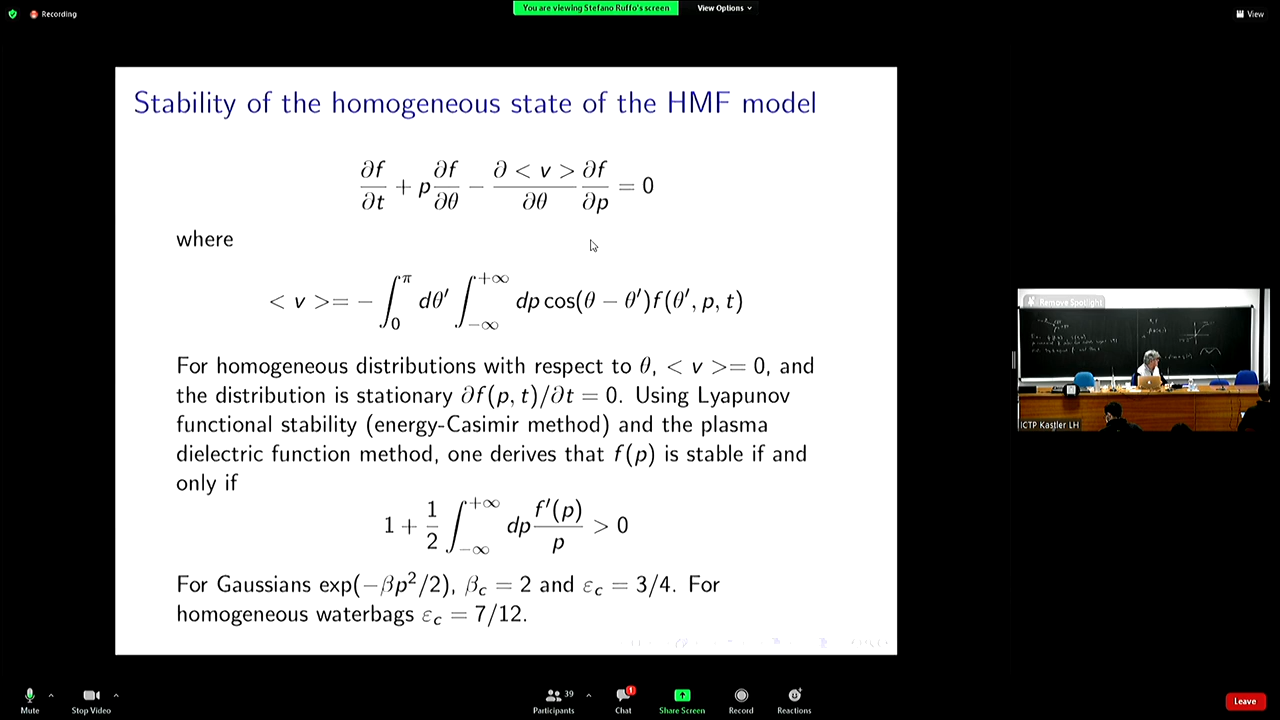 Recording
You are viewing Stefano Ruffo's screen
View Options
View
Stability of the homogeneous state of the HMF model
∂f/∂t + p ∂f/∂θ − ∂<v>/∂θ ∂f/∂p = 0
where
<v>= − ∫_0^π dθ′ ∫_{−∞}^{+∞} dp cos(θ − θ′)f(θ′, p, t)
For homogeneous distributions with respect to θ, <v>= 0, and
the distribution is stationary ∂f(p, t)/∂t = 0. Using Lyapunov
functional stability (energy-Casimir method) and the plasma
dielectric function method, one derives that f(p) is stable if and
only if
1 + 1/2 ∫_{−∞}^{+∞} dp f′(p)/p > 0
For Gaussians exp(−βp²/2), β_c = 2 and ε_c = 3/4. For
homogeneous waterbags ε_c = 7/12.
Remove Spotlight
ICTP Kastler LH
Mute
Stop Video
39
Participants
1
Chat
Share Screen
Record
Reactions
Leave